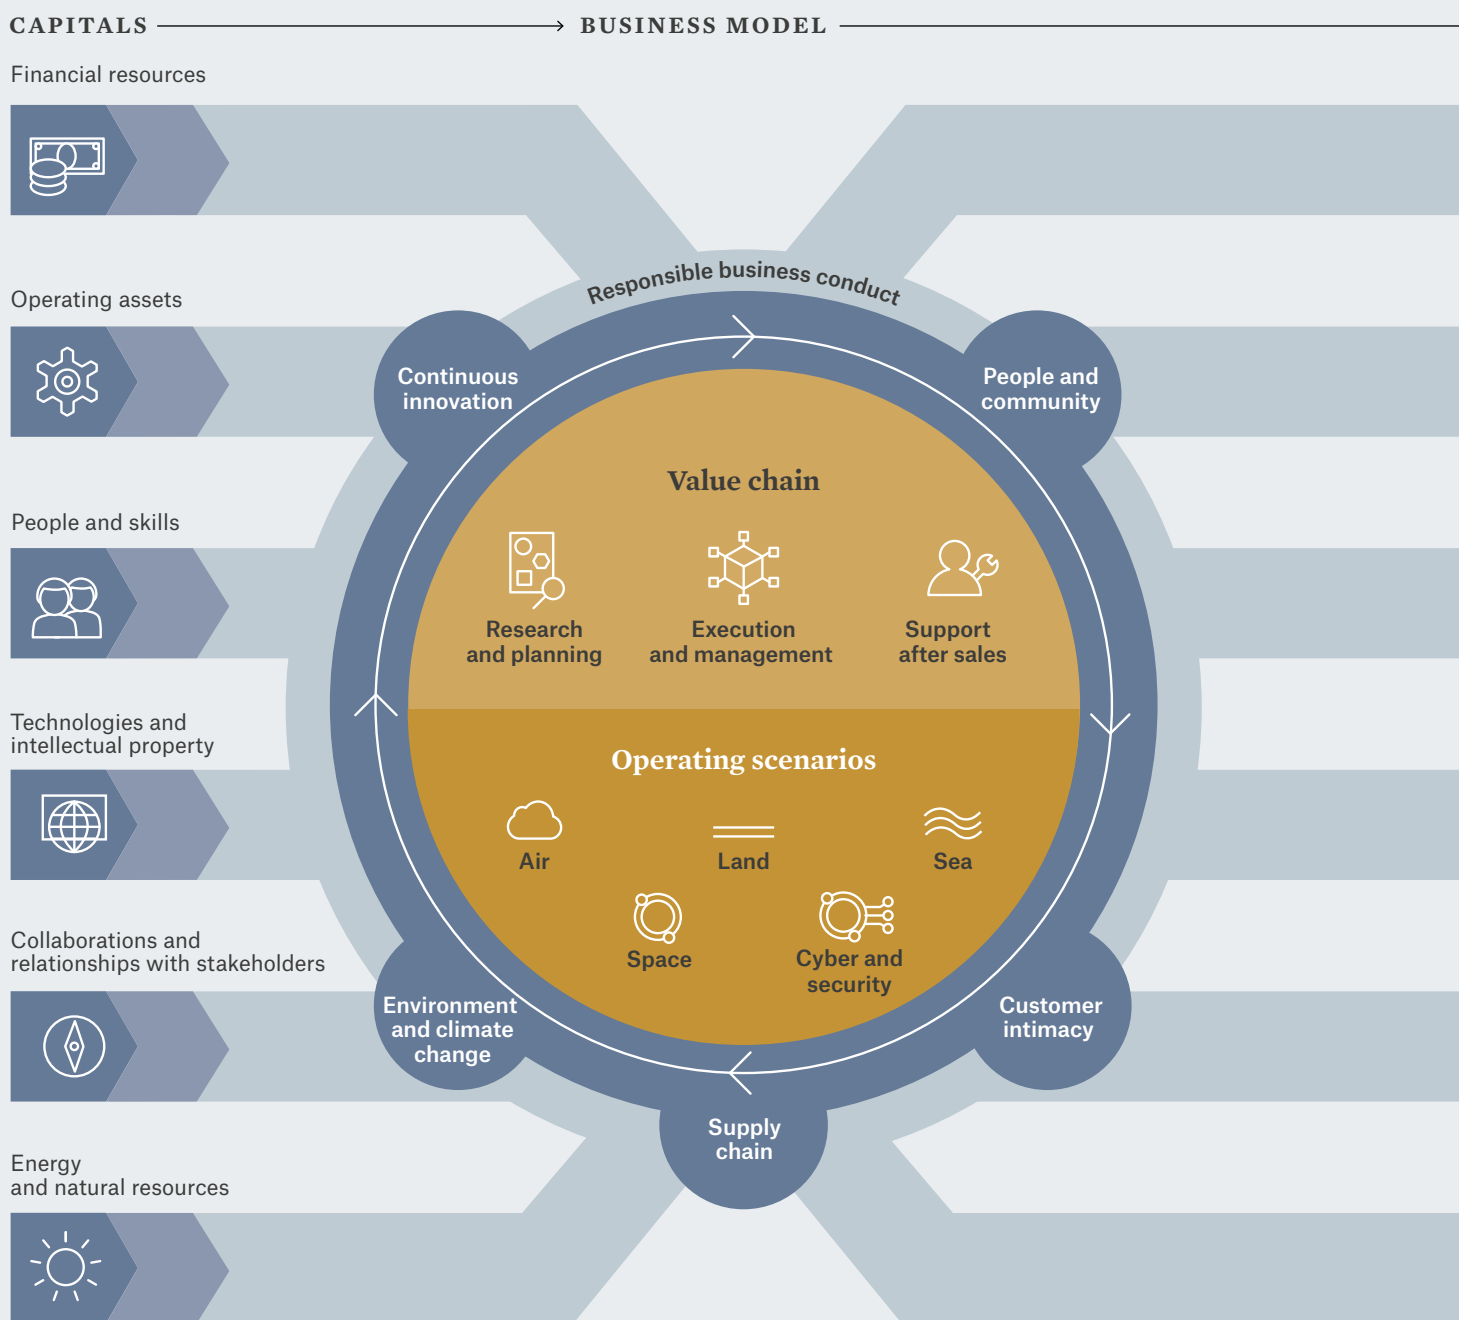 CAPITALS
BUSINESS MODEL
Financial resources
Operating assets
People and skills
Technologies and
intellectual property
Collaborations and
relationships with stakeholders
Energy
and natural resources
Responsible business conduct
Continuous
innovation
People and
community
Value chain
Research
and planning
Execution
and management
Support
after sales
Operating scenarios
Air
Land
Sea
Space
Cyber and
security
Environment
and climate
change
Customer
intimacy
Supply
chain